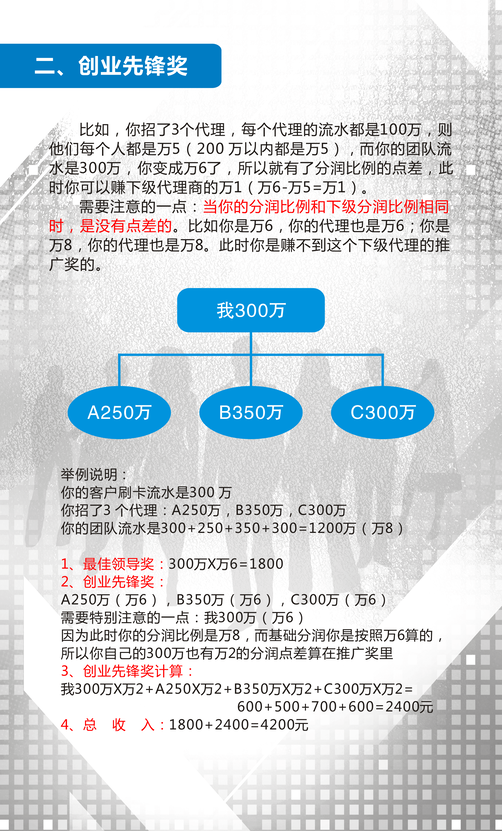 二、创业先锋奖
比如，你招了3个代理，每个代理的流水都是100万，则
他们每个人都是万5（200 万以内都是万5），而你的团队流
水是300万，你变成万6了，所以就有了分润比例的点差，此
时你可以赚下级代理商的万1（万6-万5=万1）。
需要注意的一点：当你的分润比例和下级分润比例相同
时，是没有点差的。比如你是万6，你的代理也是万6；你是
万8，你的代理也是万8。此时你是赚不到这个下级代理的推
广奖的。
我300万
A250万 B350万 C300万
举例说明：
你的客户刷卡流水是300 万
你招了3 个代理：A250万，B350万，C300万
你的团队流水是300+250+350+300=1200万（万8）
1、最佳领导奖：300万X万6=1800
2、创业先锋奖：
A250万（万6），B350万（万6），C300万（万6）
需要特别注意的一点：我300万（万6）
因为此时你的分润比例是万8，而基础分润你是按照万6算的，
所以你自己的300万也有万2的分润点差算在推广奖里
3、创业先锋奖计算：
我300万X万2+A250X万2+B350万X万2+C300万X万2=
600+500+700+600=2400元
4、总 收 入：1800+2400=4200元